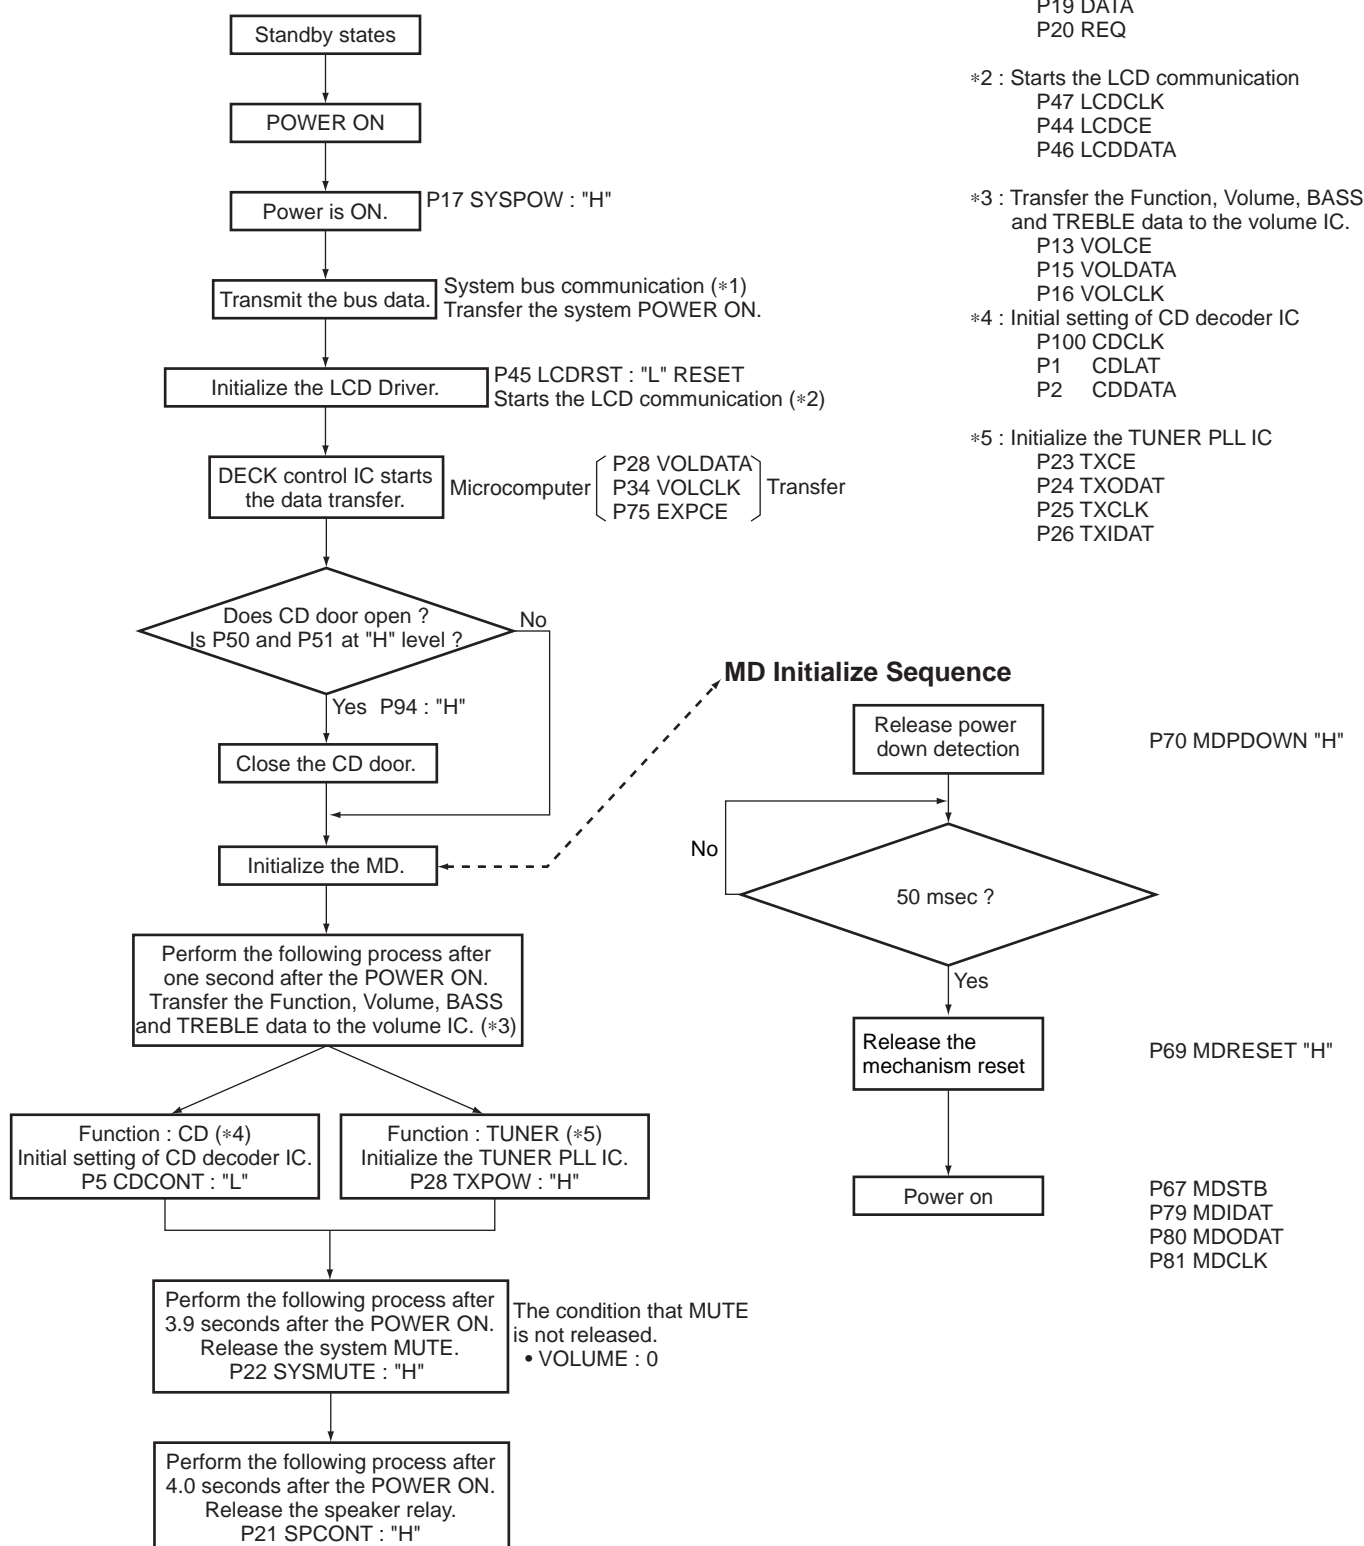 P19 DATA
P20 REQ
Standby states
POWER ON
Power is ON.
P17 SYSPOW : "H"
Transmit the bus data.
System bus communication (*1)
Transfer the system POWER ON.
Initialize the LCD Driver.
P45 LCDRST : "L" RESET
Starts the LCD communication (*2)
DECK control IC starts
the data transfer.
Microcomputer
P28 VOLDATA
P34 VOLCLK
P75 EXPCE
Transfer
Does CD door open ?
Is P50 and P51 at "H" level ?
No
Yes P94 : "H"
Close the CD door.
Initialize the MD.
Perform the following process after
one second after the POWER ON.
Transfer the Function, Volume, BASS
and TREBLE data to the volume IC. (*3)
Function : CD (*4)
Initial setting of CD decoder IC.
P5 CDCONT : "L"
Function : TUNER (*5)
Initialize the TUNER PLL IC.
P28 TXPOW : "H"
Perform the following process after
3.9 seconds after the POWER ON.
Release the system MUTE.
P22 SYSMUTE : "H"
The condition that MUTE
is not released.
• VOLUME : 0
Perform the following process after
4.0 seconds after the POWER ON.
Release the speaker relay.
P21 SPCONT : "H"
*2 : Starts the LCD communication
P47 LCDCLK
P44 LCDCE
P46 LCDDATA
*3 : Transfer the Function, Volume, BASS
and TREBLE data to the volume IC.
P13 VOLCE
P15 VOLDATA
P16 VOLCLK
*4 : Initial setting of CD decoder IC
P100 CDCLK
P1 CDLAT
P2 CDDATA
*5 : Initialize the TUNER PLL IC
P23 TXCE
P24 TXODAT
P25 TXCLK
P26 TXIDAT
MD Initialize Sequence
Release power
down detection
P70 MDPDOWN "H"
No
50 msec ?
Yes
Release the
mechanism reset
P69 MDRESET "H"
Power on
P67 MDSTB
P79 MDIDAT
P80 MDODAT
P81 MDCLK